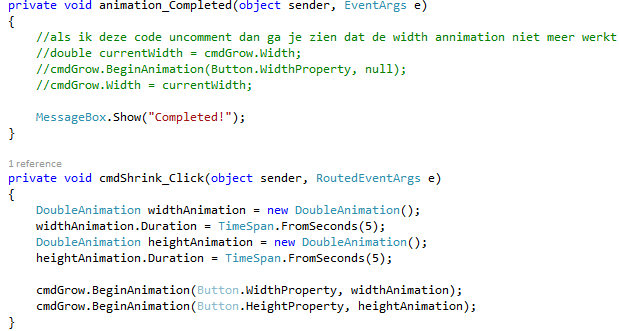 private void animation_Completed(object sender, EventArgs e)
{
//als ik deze code uncomment dan ga je zien dat de width annimation niet meer werkt
//double currentWidth = cmdGrow.Width;
//cmdGrow.BeginAnimation(Button.WidthProperty, null);
//cmdGrow.Width = currentWidth;
MessageBox.Show("Completed!");
}
1 reference
private void cmdShrink_Click(object sender, RoutedEventArgs e)
{
DoubleAnimation widthAnimation = new DoubleAnimation();
widthAnimation.Duration = TimeSpan.FromSeconds(5);
DoubleAnimation heightAnimation = new DoubleAnimation();
heightAnimation.Duration = TimeSpan.FromSeconds(5);
cmdGrow.BeginAnimation(Button.WidthProperty, widthAnimation);
cmdGrow.BeginAnimation(Button.HeightProperty, heightAnimation);
}